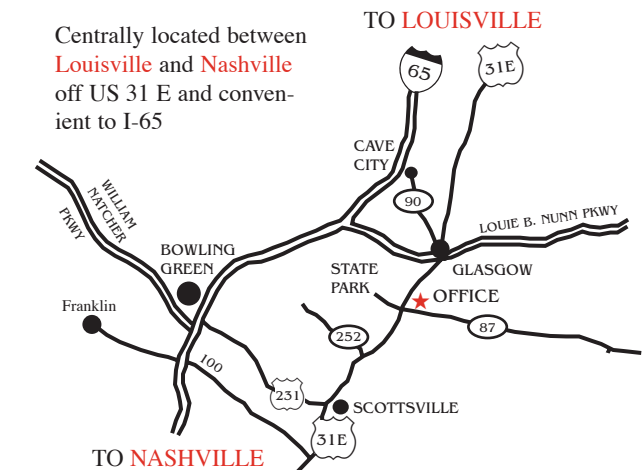 TO LOUISVILLE
Centrally located between
Louisville and Nashville
off US 31 E and conven-
ient to I-65
65
31E
CAVE
CITY
90
WILLIAM
NATCHER
PKWY
LOUIE B. NUNN PKWY
BOWLING
GREEN
STATE
PARK
GLASGOW
OFFICE
Franklin
87
252
100
231
SCOTTSVILLE
31E
TO NASHVILLE